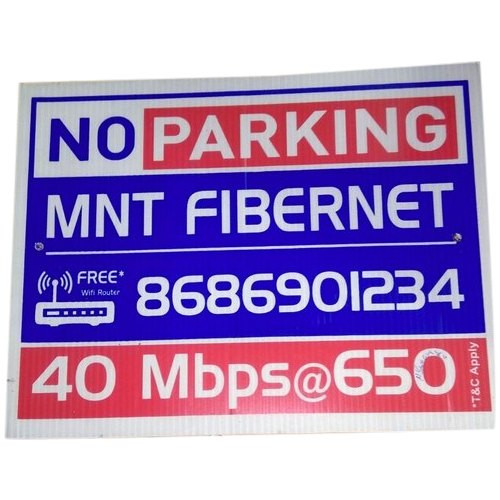 NO PARKING
MNT FIBERNET
FREE*
Wifi Router
8686901234
40 Mbps@650
*T&C Apply